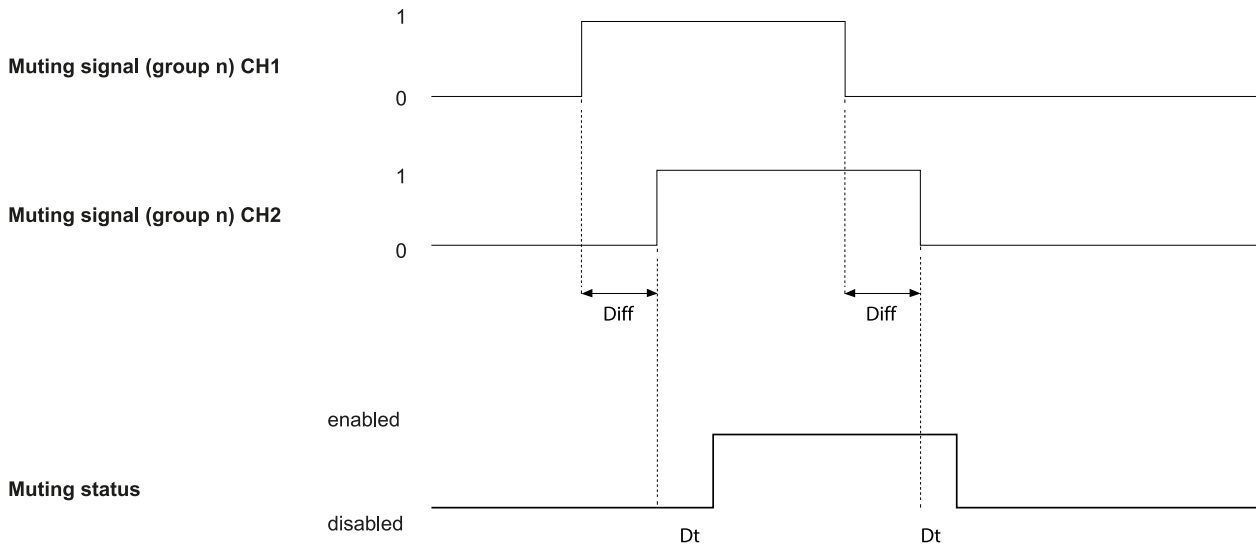 1
Muting signal (group n) CH1
0
1
Muting signal (group n) CH2
0
Diff
Diff
enabled
Muting status
disabled
Dt
Dt